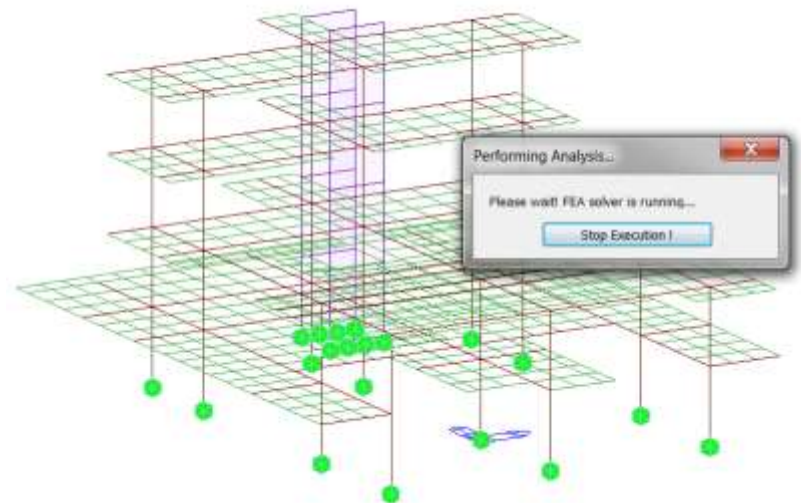 Performing Analysis...
Please wait! FEA solver is running...
Stop Execution !